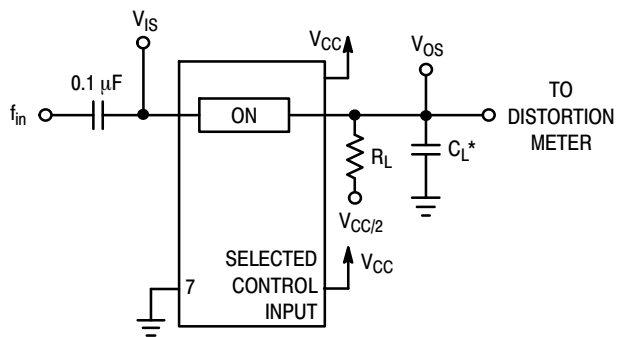 V_IS
V_CC
V_OS
0.1 µF
f_in
ON
TO
DISTORTION
METER
R_L
C_L*
V_CC/2
SELECTED
CONTROL
INPUT
V_CC
7